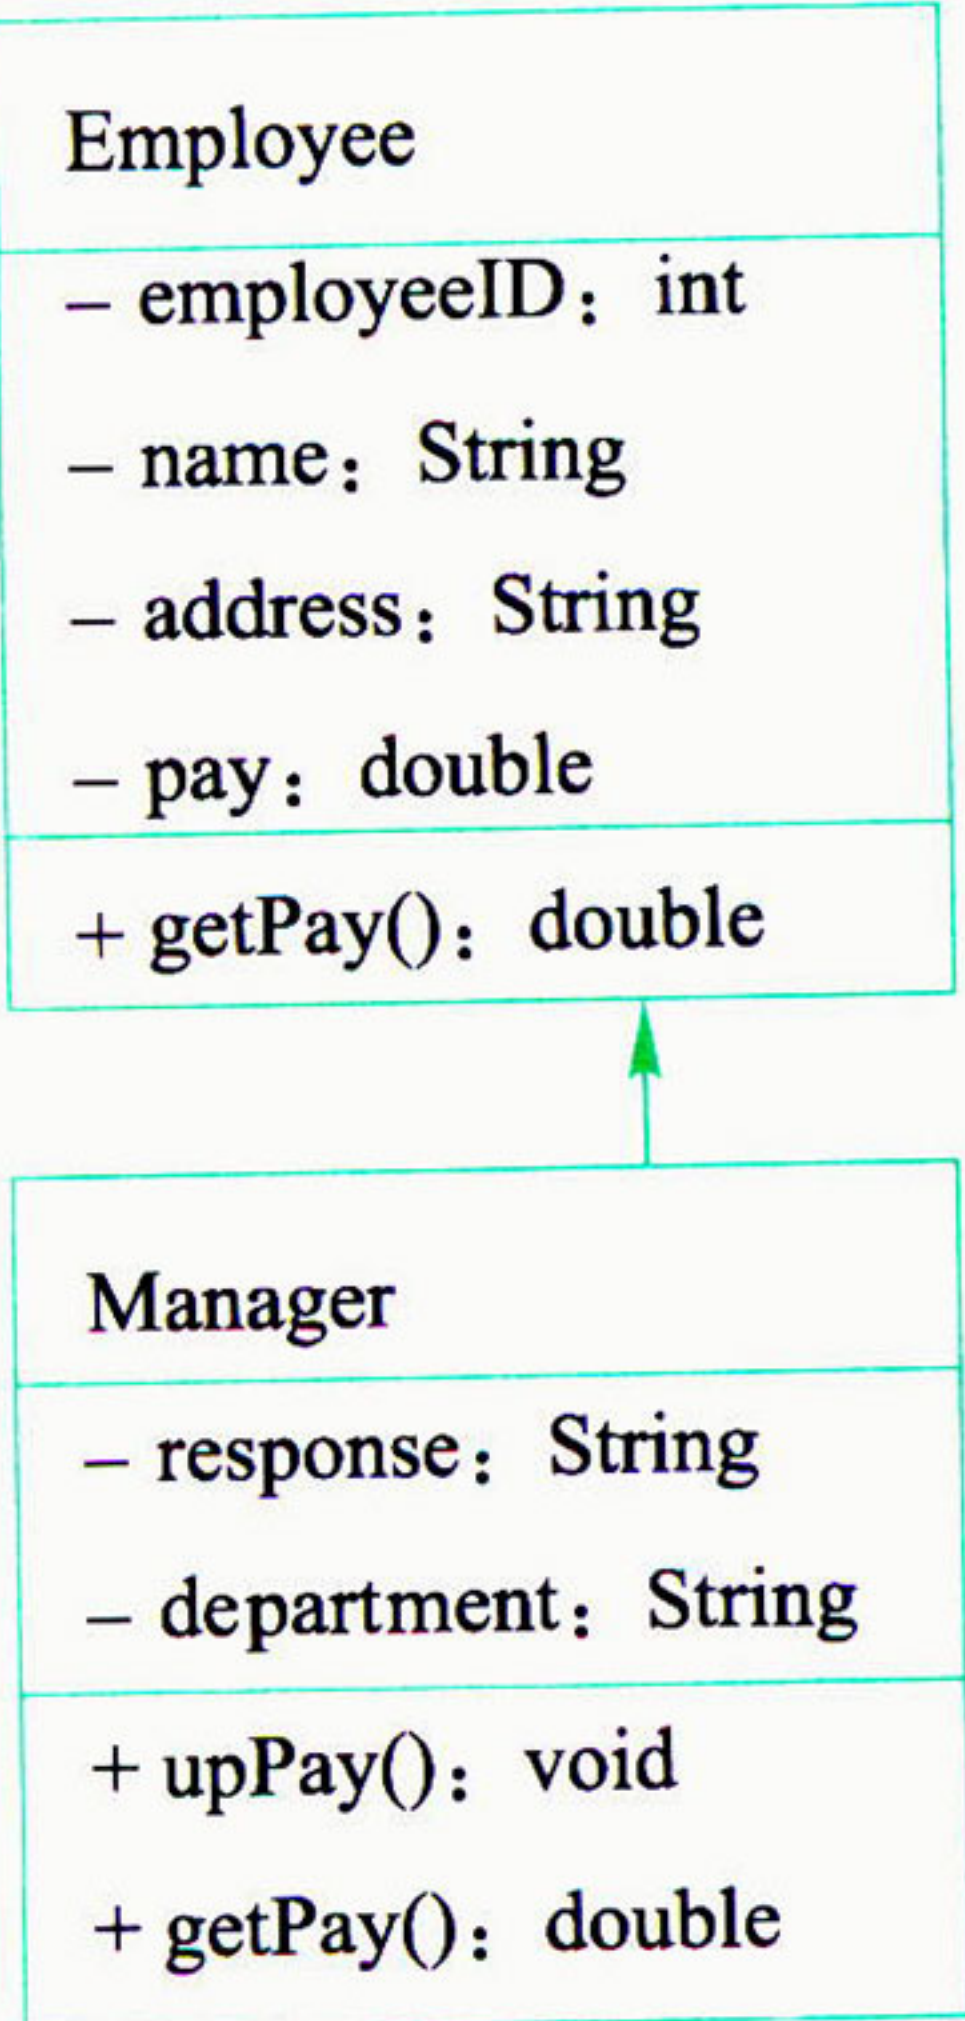 Employee
– employeeID：int
– name：String
– address：String
– pay：double
+ getPay()：double
Manager
– response：String
– department：String
+ upPay()：void
+ getPay()：double